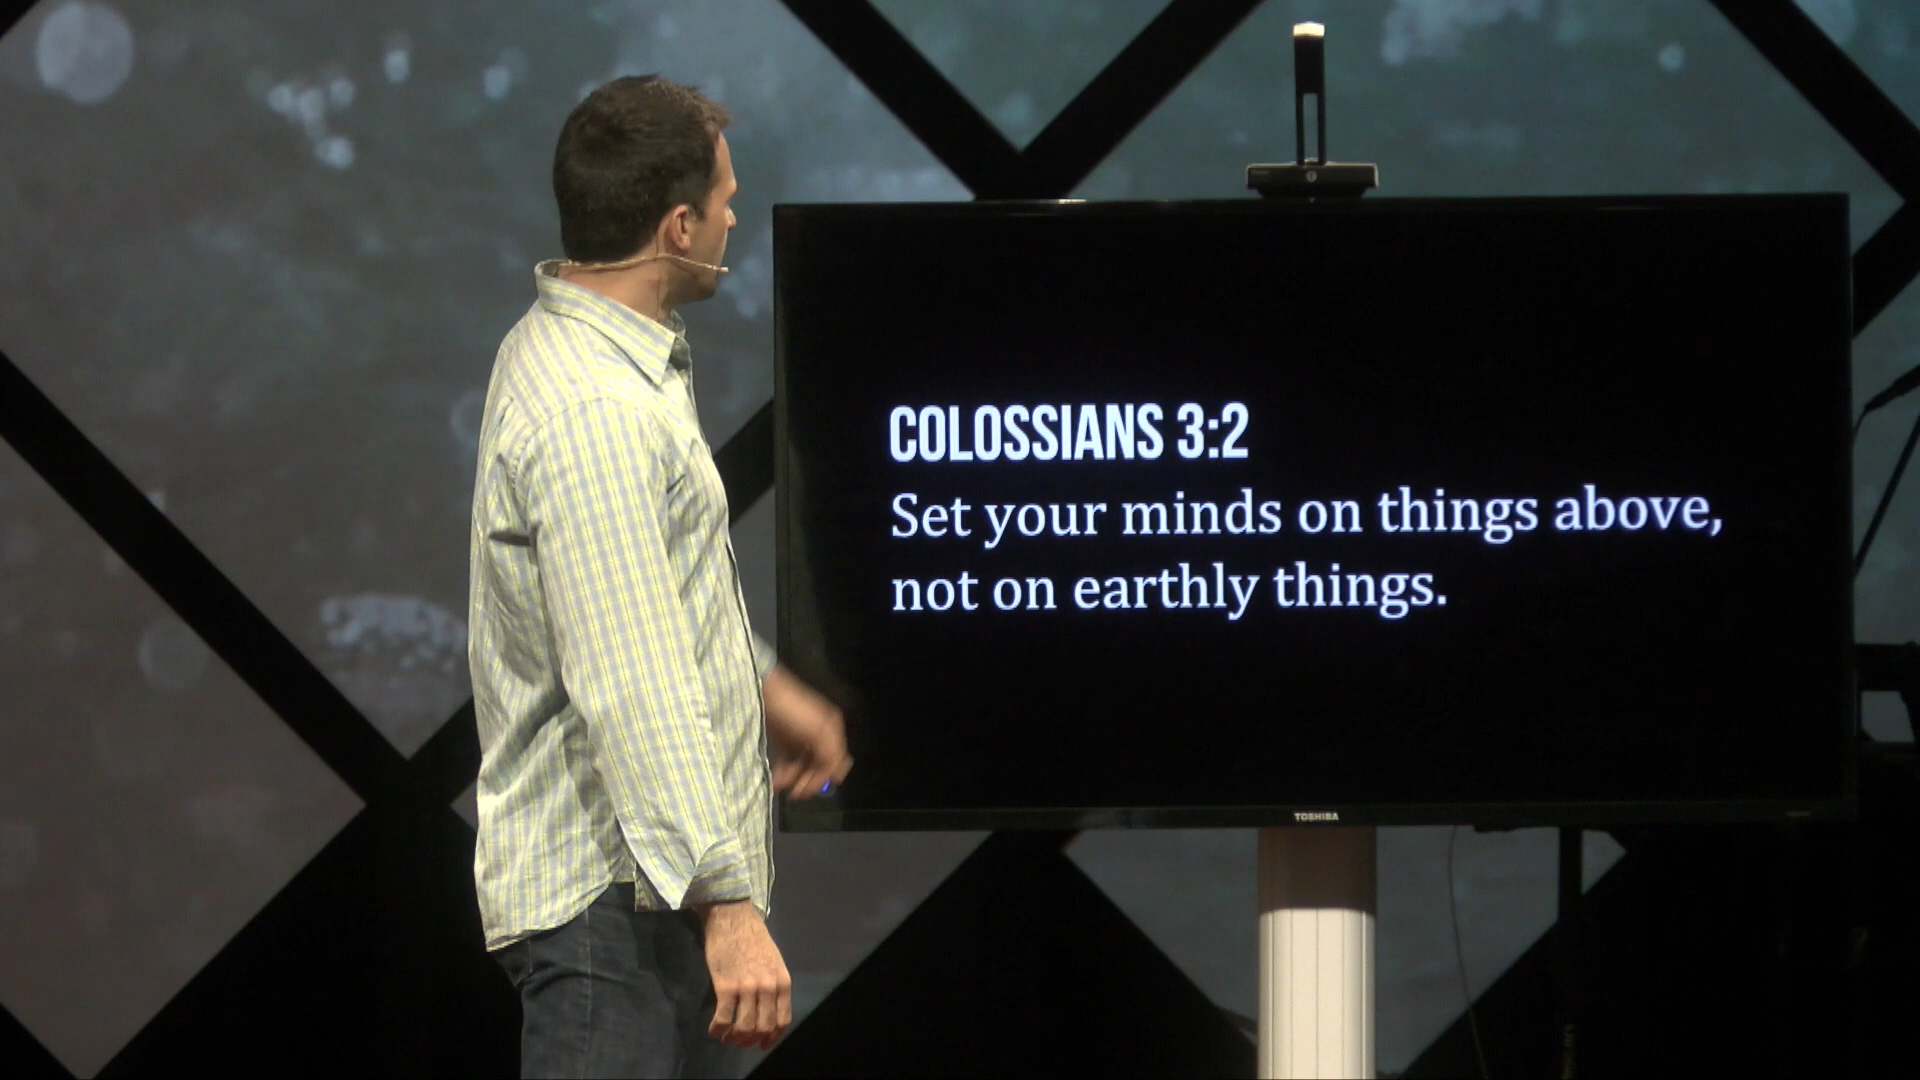 COLOSSIANS 3:2
Set your minds on things above,
not on earthly things.
TOSHIBA